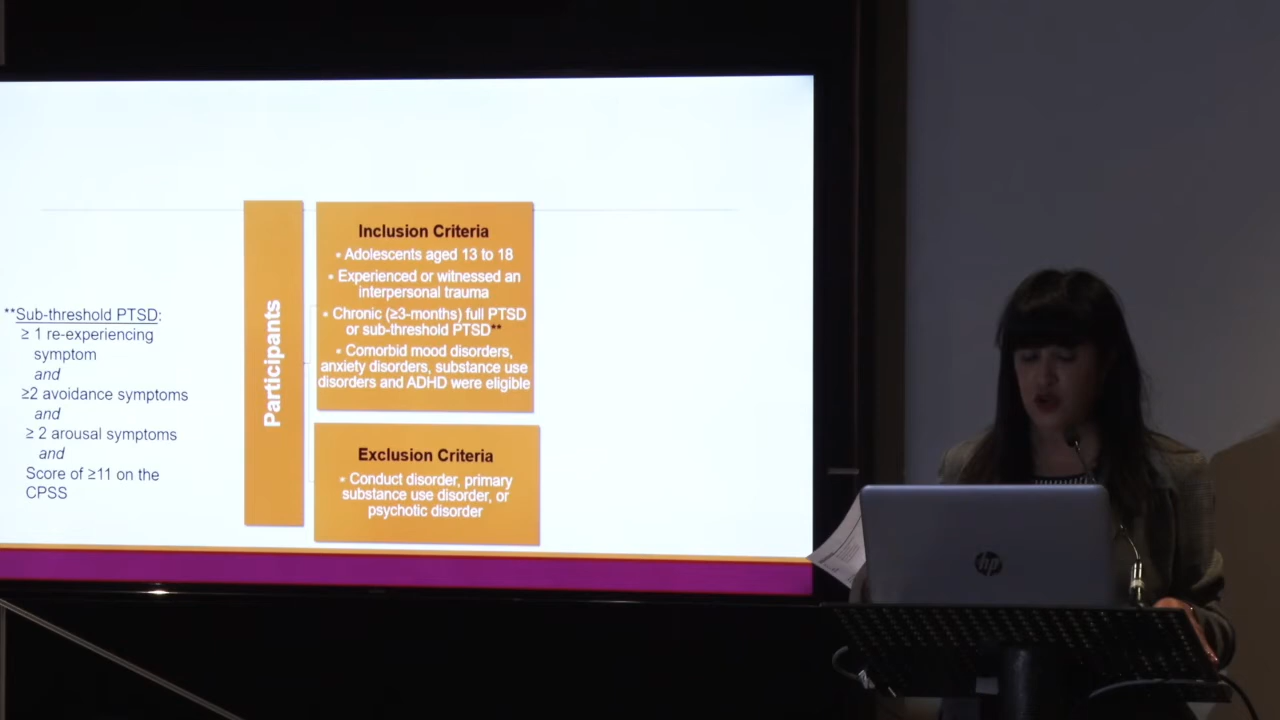 **Sub-threshold PTSD:
≥ 1 re-experiencing
symptom
and
≥2 avoidance symptoms
and
≥ 2 arousal symptoms
and
Score of ≥11 on the
CPSS
Participants
Inclusion Criteria
▪ Adolescents aged 13 to 18
▪ Experienced or witnessed an
interpersonal trauma
▪ Chronic (≥3-months) full PTSD
or sub-threshold PTSD**
▪ Comorbid mood disorders,
anxiety disorders, substance use
disorders and ADHD were eligible
Exclusion Criteria
▪ Conduct disorder, primary
substance use disorder, or
psychotic disorder
hp